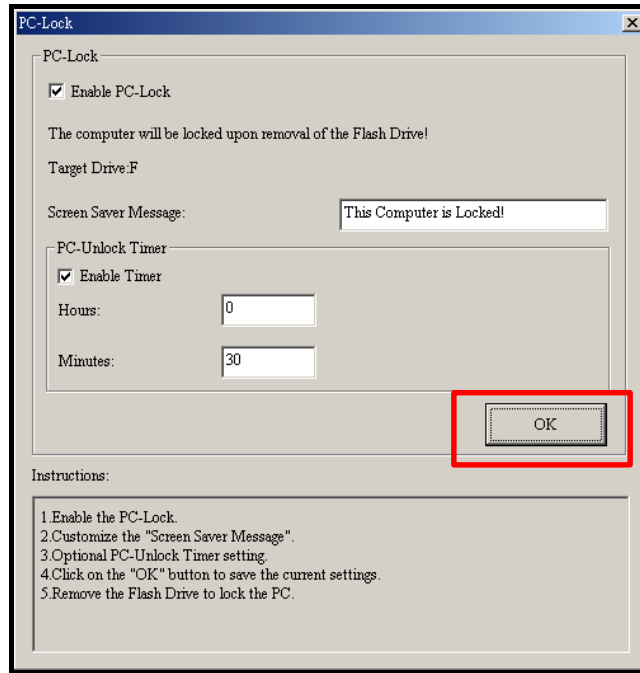 PC-Lock
PC-Lock
Enable PC-Lock
The computer will be locked upon removal of the Flash Drive!
Target Drive:F
Screen Saver Message:
This Computer is Locked!
PC-Unlock Timer
Enable Timer
Hours:
0
Minutes:
30
OK
Instructions:
1.Enable the PC-Lock.
2.Customize the "Screen Saver Message".
3.Optional PC-Unlock Timer setting.
4.Click on the "OK" button to save the current settings.
5.Remove the Flash Drive to lock the PC.